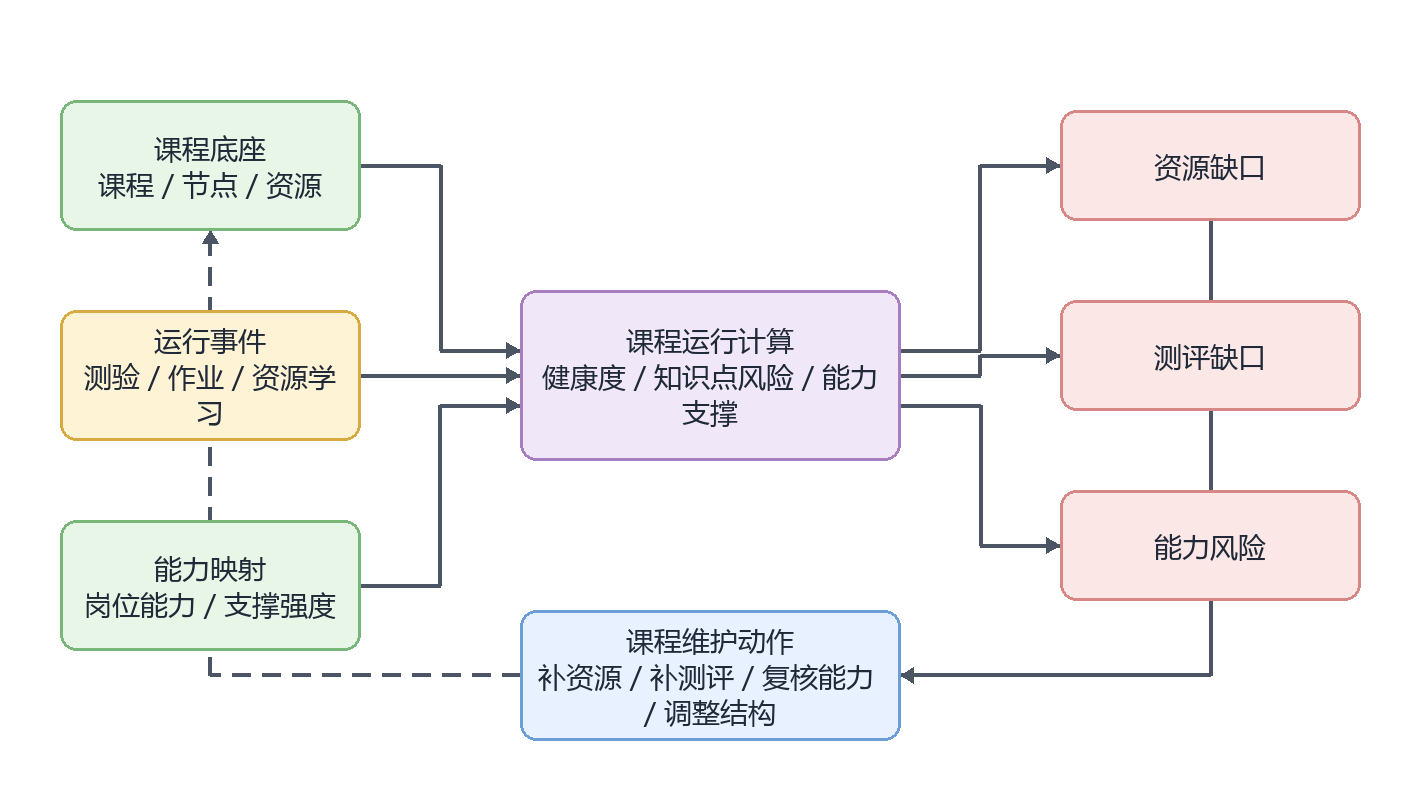 课程底座
课程 / 节点 / 资源
运行事件
测验 / 作业 / 资源学
习
能力映射
岗位能力 / 支撑强度
课程运行计算
健康度 / 知识点风险 / 能力
支撑
课程维护动作
补资源 / 补测评 / 复核能力
/ 调整结构
资源缺口
测评缺口
能力风险